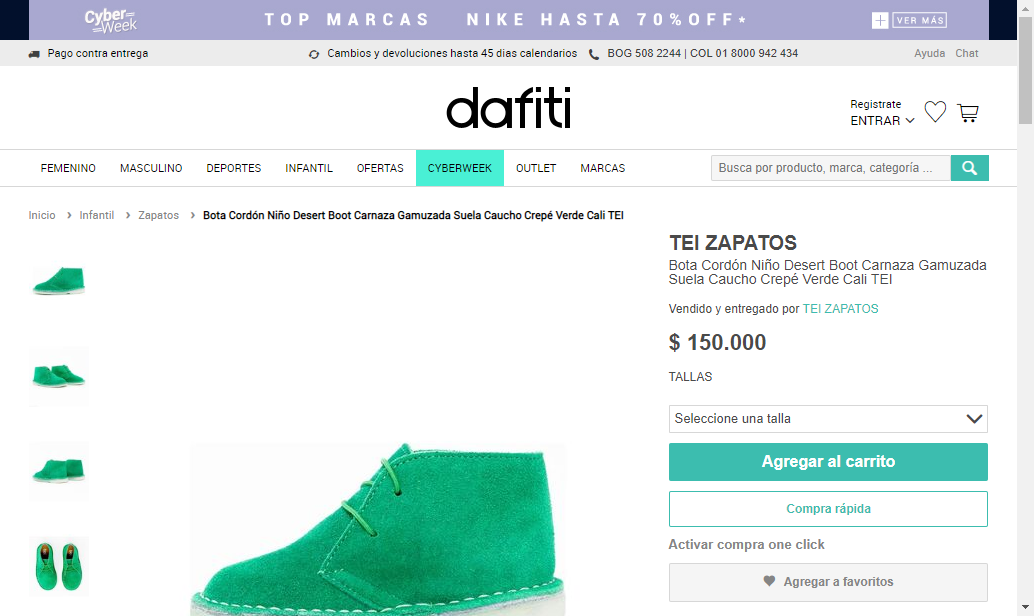 Cyber Week
TOP MARCAS NIKE HASTA 70%OFF*
VER MÁS
Pago contra entrega
Cambios y devoluciones hasta 45 dias calendarios
BOG 508 2244 | COL 01 8000 942 434
Ayuda Chat
dafiti
Registrate
ENTRAR
FEMENINO MASCULINO DEPORTES INFANTIL OFERTAS CYBERWEEK OUTLET MARCAS
Busca por producto, marca, categoría ...
Inicio › Infantil › Zapatos › Bota Cordón Niño Desert Boot Carnaza Gamuzada Suela Caucho Crepé Verde Cali TEI
TEI ZAPATOS
Bota Cordón Niño Desert Boot Carnaza Gamuzada
Suela Caucho Crepé Verde Cali TEI
Vendido y entregado por TEI ZAPATOS
$ 150.000
TALLAS
Seleccione una talla
Agregar al carrito
Compra rápida
Activar compra one click
Agregar a favoritos